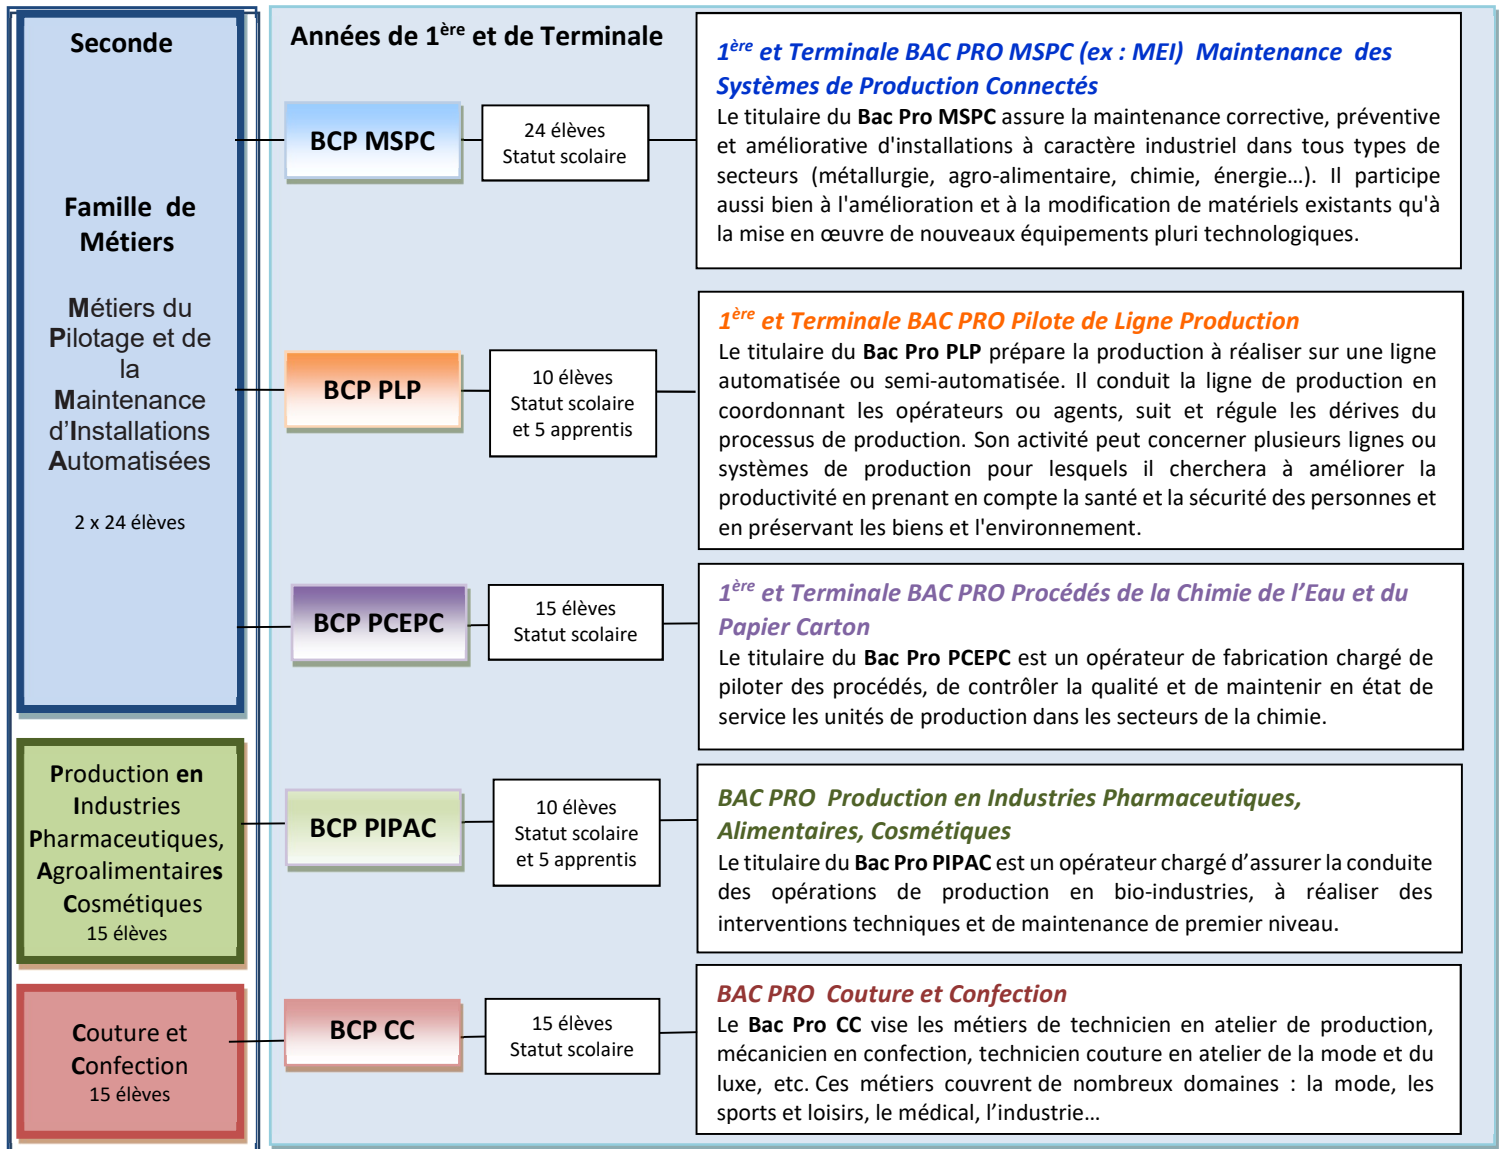 Seconde
Famille de
Métiers
Métiers du
Pilotage et de
la
Maintenance
d’Installations
Automatisées
2 x 24 élèves
Production en
Industries
Pharmaceutiques,
Agroalimentaires
Cosmétiques
15 élèves
Couture et
Confection
15 élèves
Années de 1ère et de Terminale
BCP MSPC
24 élèves
Statut scolaire
1ère et Terminale BAC PRO MSPC (ex : MEI) Maintenance des
Systèmes de Production Connectés
Le titulaire du Bac Pro MSPC assure la maintenance corrective, préventive
et améliorative d'installations à caractère industriel dans tous types de
secteurs (métallurgie, agro-alimentaire, chimie, énergie…). Il participe
aussi bien à l'amélioration et à la modification de matériels existants qu'à
la mise en œuvre de nouveaux équipements pluri technologiques.
BCP PLP
10 élèves
Statut scolaire
et 5 apprentis
1ère et Terminale BAC PRO Pilote de Ligne Production
Le titulaire du Bac Pro PLP prépare la production à réaliser sur une ligne
automatisée ou semi-automatisée. Il conduit la ligne de production en
coordonnant les opérateurs ou agents, suit et régule les dérives du
processus de production. Son activité peut concerner plusieurs lignes ou
systèmes de production pour lesquels il cherchera à améliorer la
productivité en prenant en compte la santé et la sécurité des personnes et
en préservant les biens et l'environnement.
BCP PCEPC
15 élèves
Statut scolaire
1ère et Terminale BAC PRO Procédés de la Chimie de l’Eau et du
Papier Carton
Le titulaire du Bac Pro PCEPC est un opérateur de fabrication chargé de
piloter des procédés, de contrôler la qualité et de maintenir en état de
service les unités de production dans les secteurs de la chimie.
BCP PIPAC
10 élèves
Statut scolaire
et 5 apprentis
BAC PRO Production en Industries Pharmaceutiques,
Alimentaires, Cosmétiques
Le titulaire du Bac Pro PIPAC est un opérateur chargé d’assurer la conduite
des opérations de production en bio-industries, à réaliser des
interventions techniques et de maintenance de premier niveau.
BCP CC
15 élèves
Statut scolaire
BAC PRO Couture et Confection
Le Bac Pro CC vise les métiers de technicien en atelier de production,
mécanicien en confection, technicien couture en atelier de la mode et du
luxe, etc. Ces métiers couvrent de nombreux domaines : la mode, les
sports et loisirs, le médical, l’industrie…